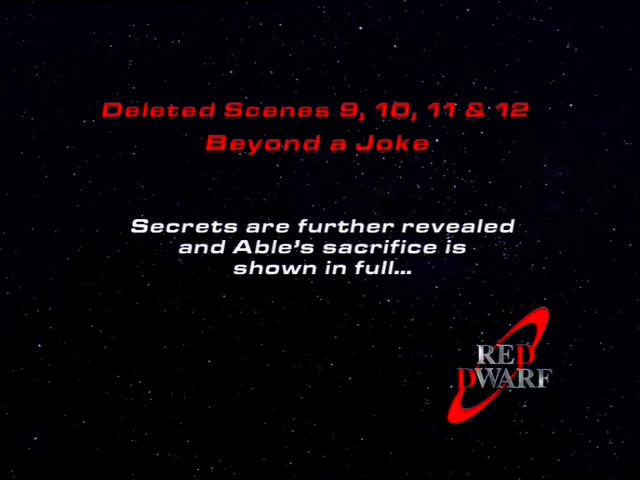 Deleted Scenes 9, 10, 11 & 12
Beyond a Joke
Secrets are further revealed
and Able's sacrifice is
shown in full...
RED
DWARF